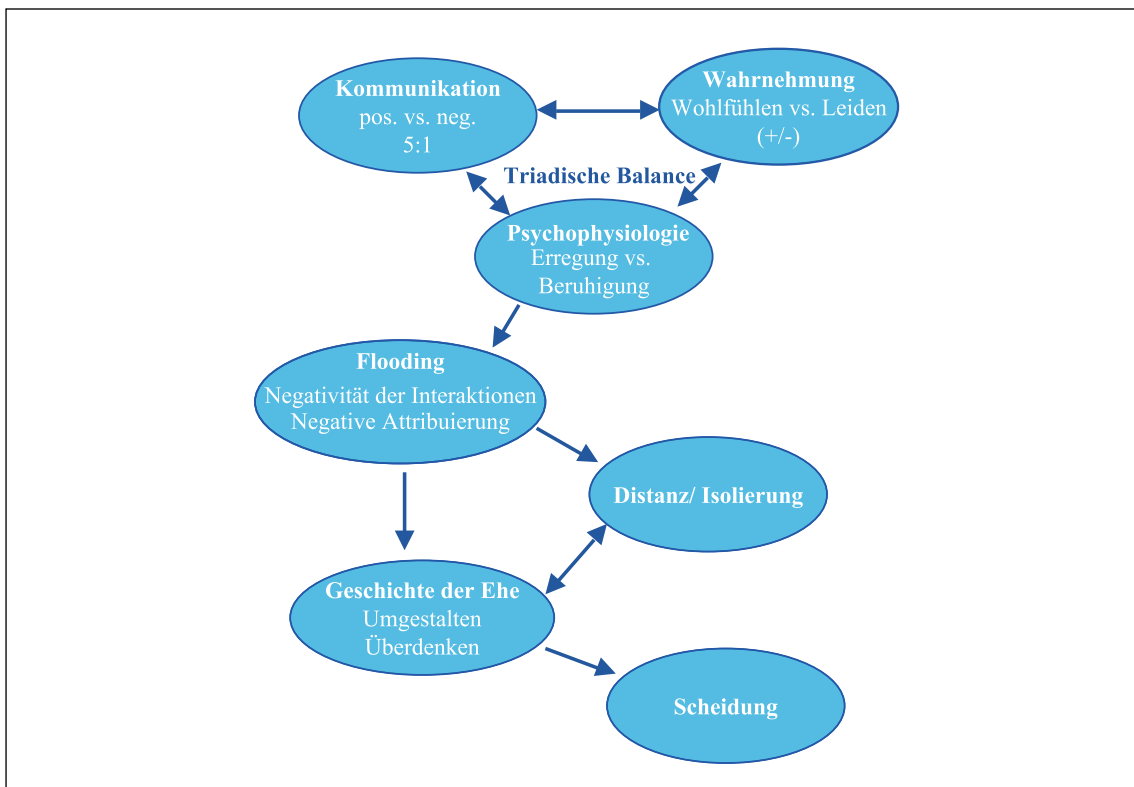 Kommunikation
pos. vs. neg.
5:1
Wahrnehmung
Wohlfühlen vs. Leiden
(+/-)
Triadische Balance
Psychophysiologie
Erregung vs.
Beruhigung
Flooding
Negativität der Interaktionen
Negative Attribuierung
Distanz/ Isolierung
Geschichte der Ehe
Umgestalten
Überdenken
Scheidung